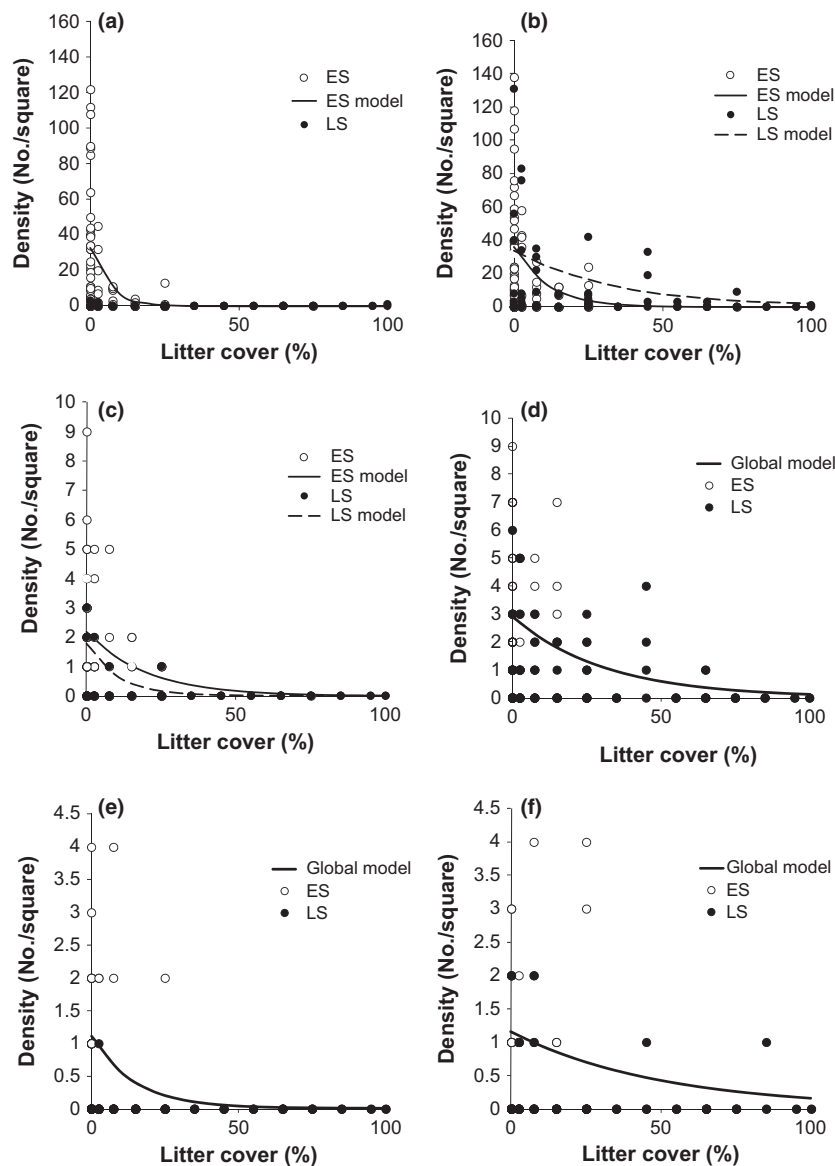 (a)
160
140
120
100
80
60
40
20
0
Density (No./square)
ES
ES model
LS
0 50 100
Litter cover (%)
(b)
160
140
120
100
80
60
40
20
0
Density (No./square)
ES
ES model
LS
LS model
0 50 100
Litter cover (%)
(c)
10
9
8
7
6
5
4
3
2
1
0
Density (No./square)
ES
ES model
LS
LS model
0 50 100
Litter cover (%)
(d)
10
9
8
7
6
5
4
3
2
1
0
Density (No./square)
Global model
ES
LS
0 50 100
Litter cover (%)
(e)
4.5
4
3.5
3
2.5
2
1.5
1
0.5
0
Density (No./square)
Global model
ES
LS
0 50 100
Litter cover (%)
(f)
4.5
4
3.5
3
2.5
2
1.5
1
0.5
0
Density (No./square)
Global model
ES
LS
0 50 100
Litter cover (%)